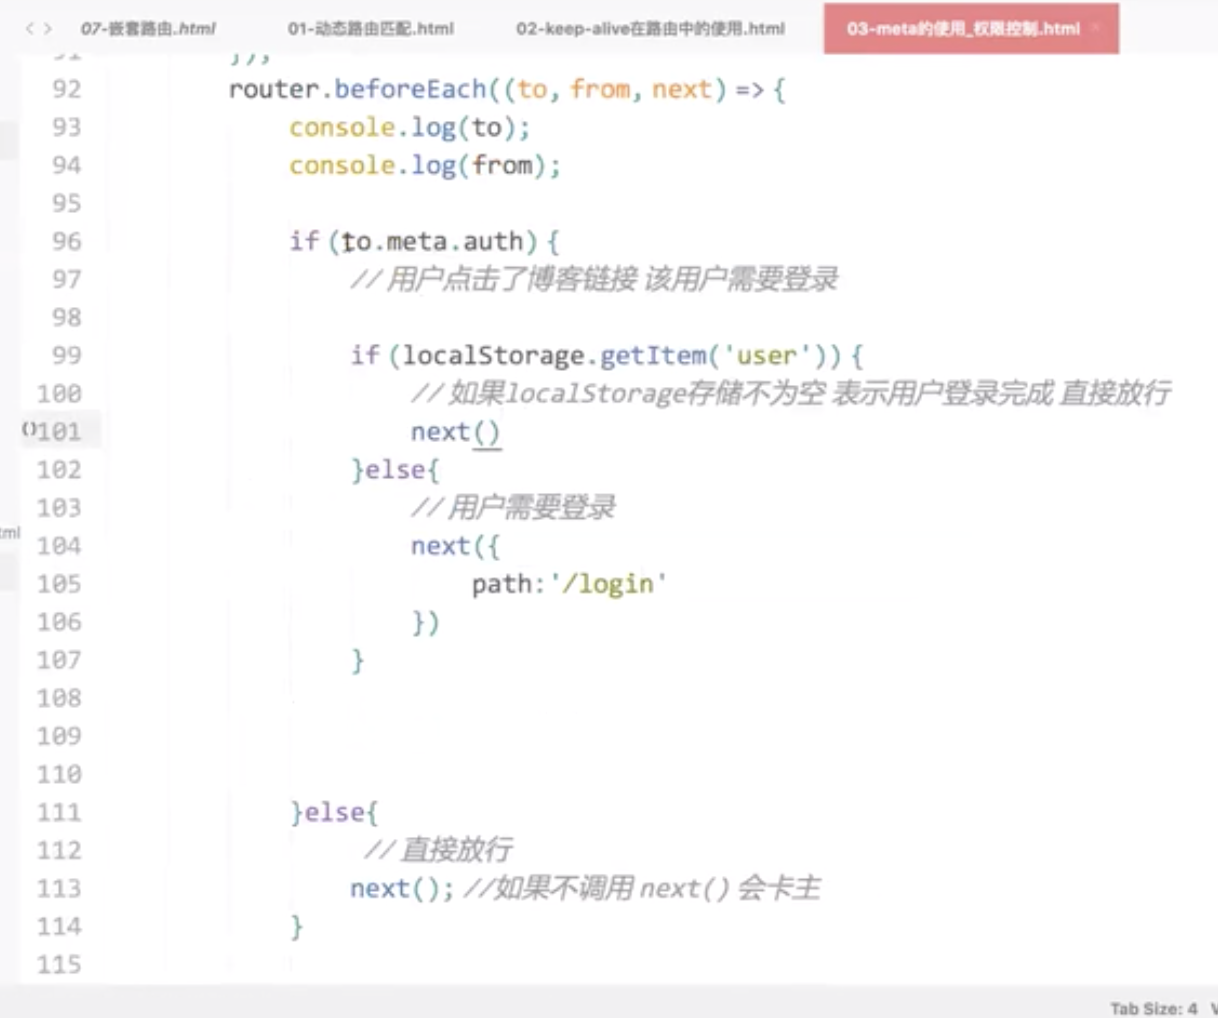 07-嵌套路由.html 01-动态路由匹配.html 02-keep-alive在路由中的使用.html 03-meta的使用_权限控制.html ×
91 });
92 router.beforeEach((to, from, next) => {
93 console.log(to);
94 console.log(from);
95
96 if (to.meta.auth) {
97 // 用户点击了博客链接 该用户需要登录
98
99 if (localStorage.getItem('user')) {
100 // 如果localStorage存储不为空 表示用户登录完成 直接放行
()101 next()
102 }else{
103 // 用户需要登录
tml
104 next({
105 path:'/login'
106 })
107 }
108
109
110
111 }else{
112 // 直接放行
113 next(); //如果不调用 next() 会卡主
114 }
115
Tab Size: 4